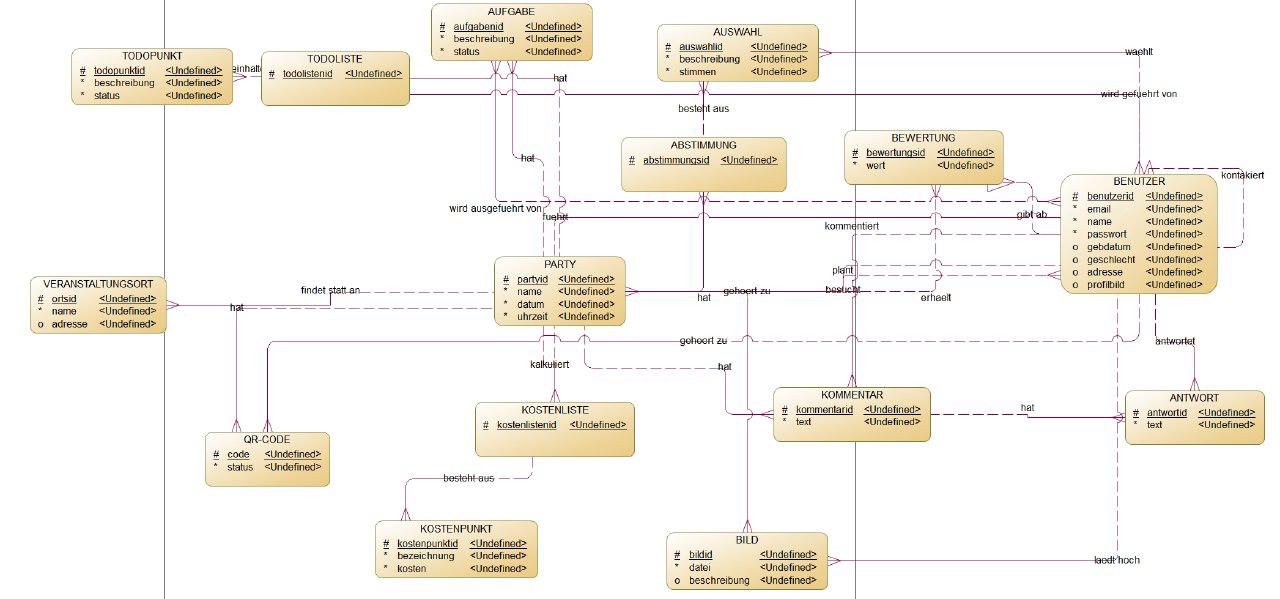 AUFGABE
# aufgabenid <Undefined>
* beschreibung <Undefined>
* status <Undefined>
AUSWAHL
# auswahlid <Undefined>
* beschreibung <Undefined>
* stimmen <Undefined>
TODOPUNKT
# todopunktid <Undefined>
* beschreibung <Undefined>
* status <Undefined>
einhalte
TODOLISTE
# todolistenid <Undefined>
hat
waehlt
wird gefuehrt von
besteht aus
ABSTIMMUNG
# abstimmungsid <Undefined>
BEWERTUNG
# bewertungsid <Undefined>
* wert <Undefined>
hat
kontakiert
BENUTZER
# benutzerid <Undefined>
* email <Undefined>
* name <Undefined>
* passwort <Undefined>
o gebdatum <Undefined>
o geschlecht <Undefined>
o adresse <Undefined>
o profilbild <Undefined>
wird ausgefuehrt von
fuehrt
gibt ab
kommentiert
PARTY
# partyid <Undefined>
* name <Undefined>
* datum <Undefined>
* uhrzeit <Undefined>
plant
VERANSTALTUNGSORT
# ortsid <Undefined>
* name <Undefined>
o adresse <Undefined>
findet statt an
hat
hat
gehoert zu
besucht
erhaelt
gehoert zu
antwortet
kalkuliert
hat
KOSTENLISTE
# kostenlistenid <Undefined>
KOMMENTAR
# kommentarid <Undefined>
* text <Undefined>
hat
ANTWORT
# antwortid <Undefined>
* text <Undefined>
QR-CODE
# code <Undefined>
* status <Undefined>
bosteht aus
KOSTENPUNKT
# kostenpunktid <Undefined>
* bezeichnung <Undefined>
* kosten <Undefined>
BILD
# bildid <Undefined>
* datei <Undefined>
o beschreibung <Undefined>
laedt hoch